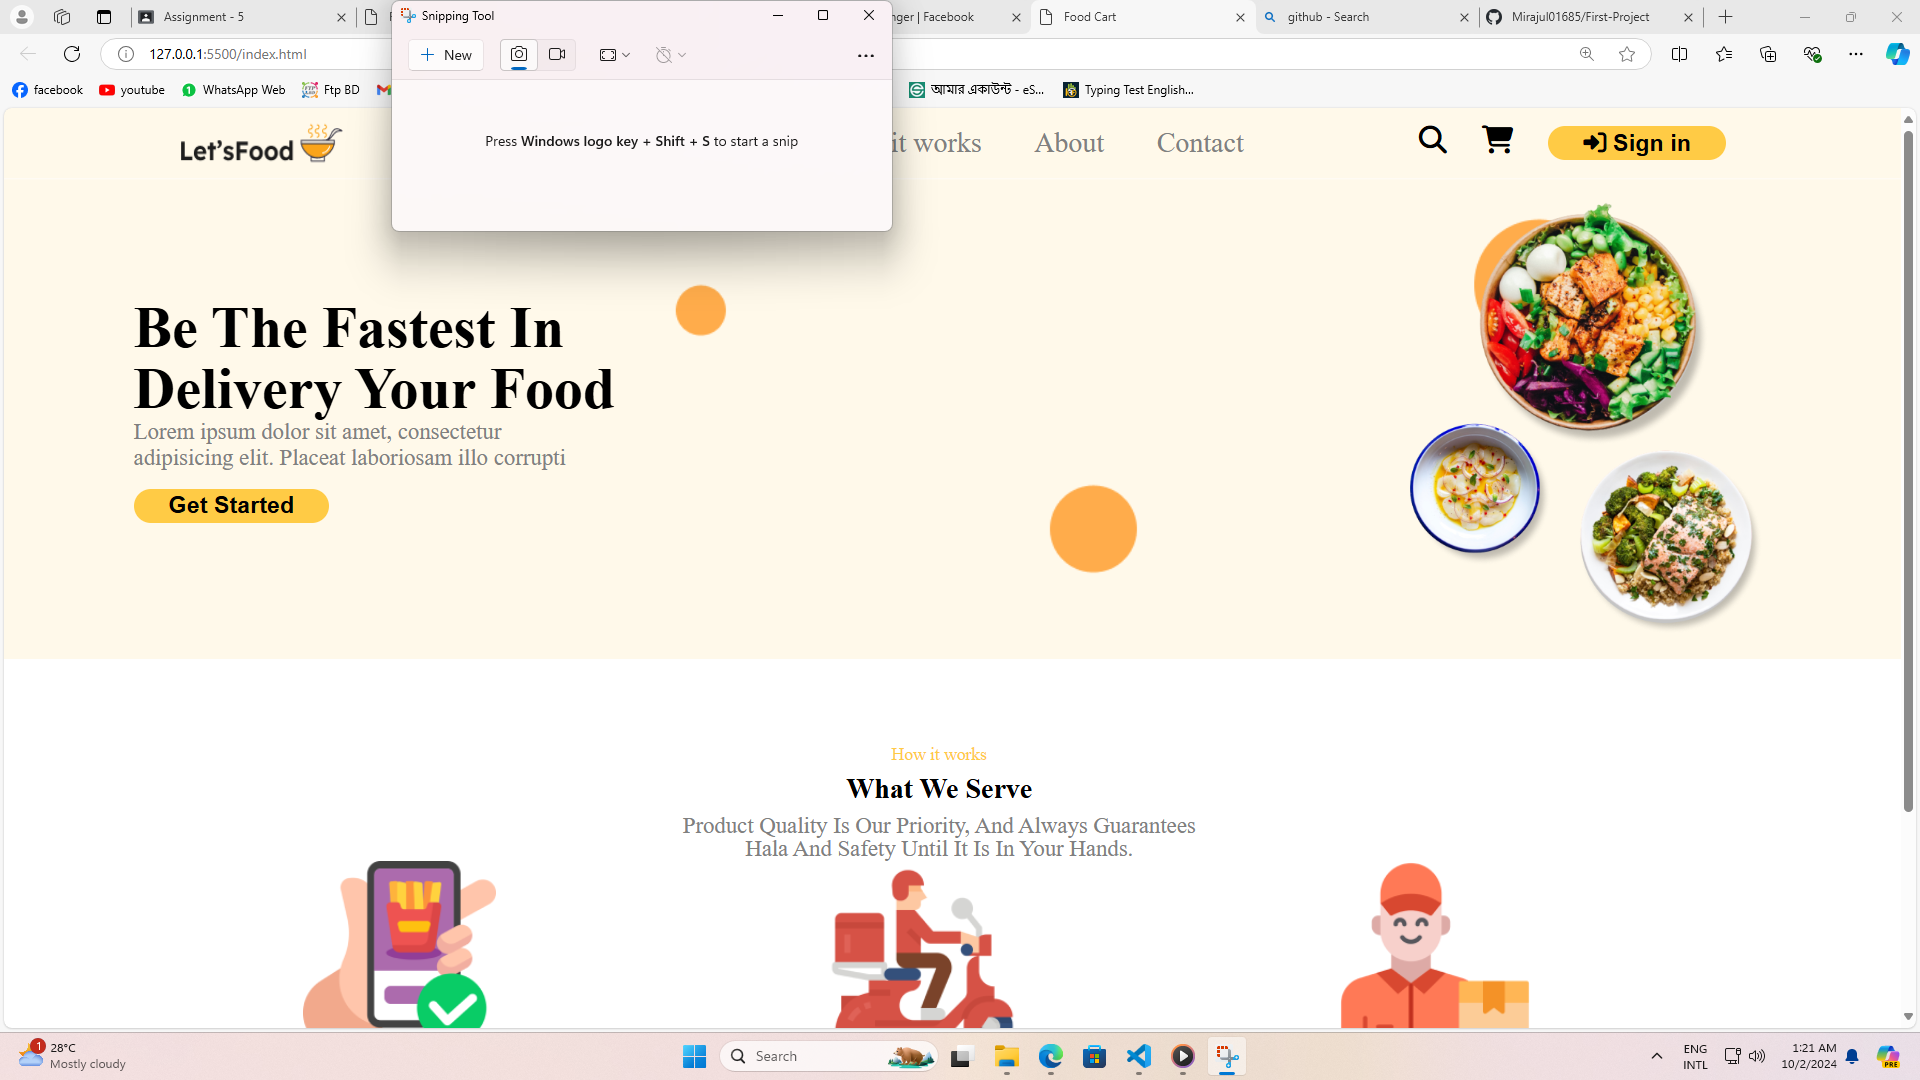 Assignment - 5
Snipping Tool
nger | Facebook
Food Cart
github - Search
Mirajul01685/First-Project
127.0.0.1:5500/index.html
New
facebook
youtube
WhatsApp Web
Ftp BD
আমার একাউন্ট - eS...
Typing Test English...
Press Windows logo key + Shift + S to start a snip
Let'sFood
it works
About
Contact
Sign in
Be The Fastest In
Delivery Your Food
Lorem ipsum dolor sit amet, consectetur
adipisicing elit. Placeat laboriosam illo corrupti
Get Started
How it works
What We Serve
Product Quality Is Our Priority, And Always Guarantees
Hala And Safety Until It Is In Your Hands.
1
28°C
Mostly cloudy
Search
ENG
INTL
1:21 AM
10/2/2024
PRE